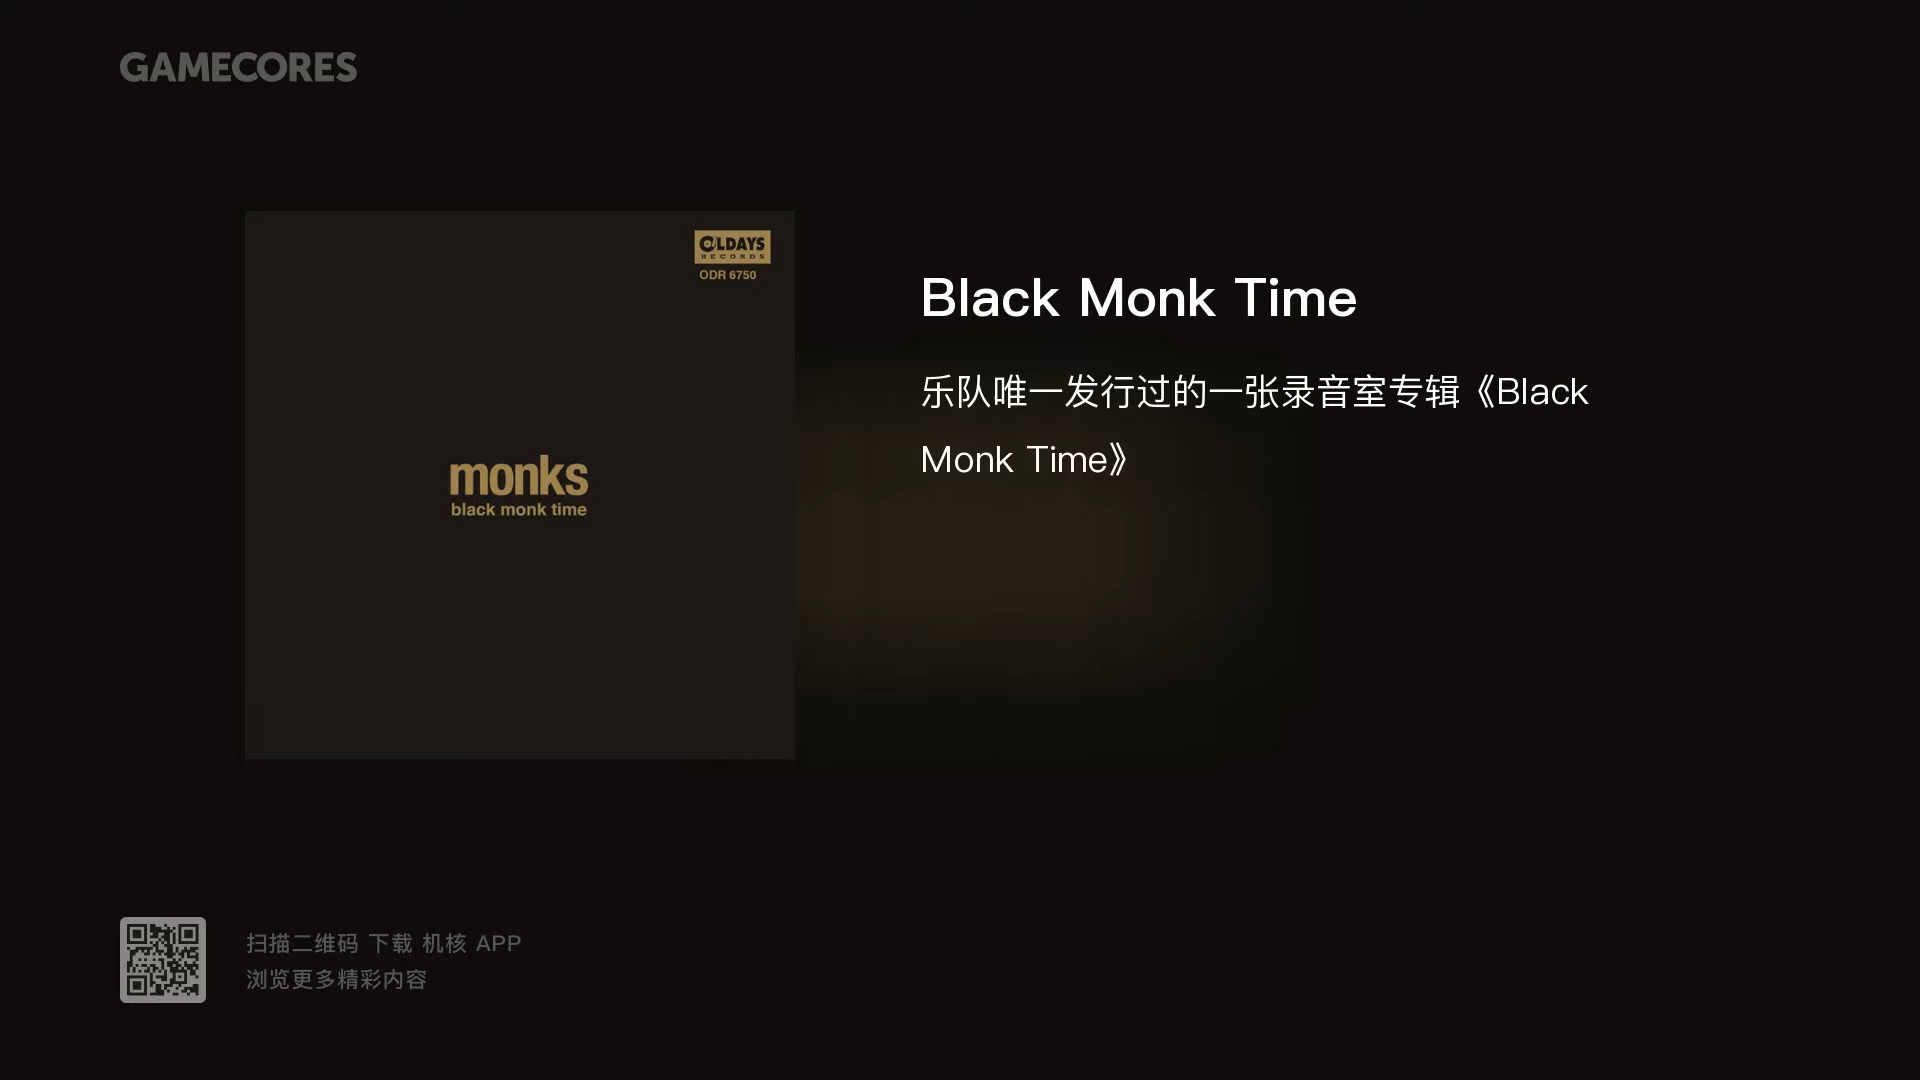 GAMECORES
OLDAYS
RECORDS
ODR 6750
monks
black monk time
Black Monk Time
乐队唯一发行过的一张录音室专辑《Black
Monk Time》
扫描二维码 下载 机核 APP
浏览更多精彩内容